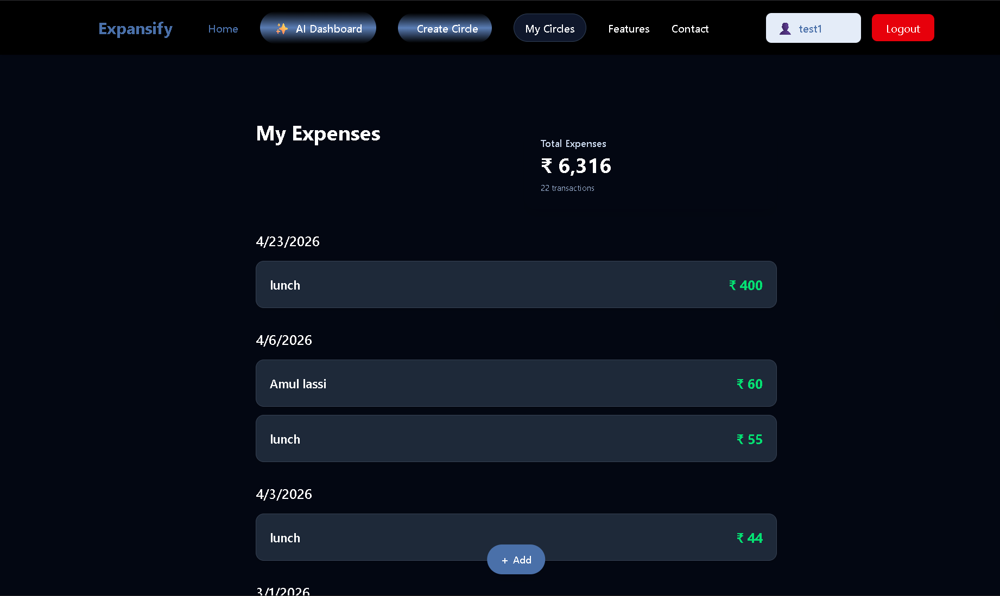 Expansify Home ✨ AI Dashboard Create Circle My Circles Features Contact 👤 test1 Logout
My Expenses
Total Expenses
₹ 6,316
22 transactions
4/23/2026
lunch ₹ 400
4/6/2026
Amul lassi ₹ 60
lunch ₹ 55
4/3/2026
lunch ₹ 44
+ Add
3/1/2026